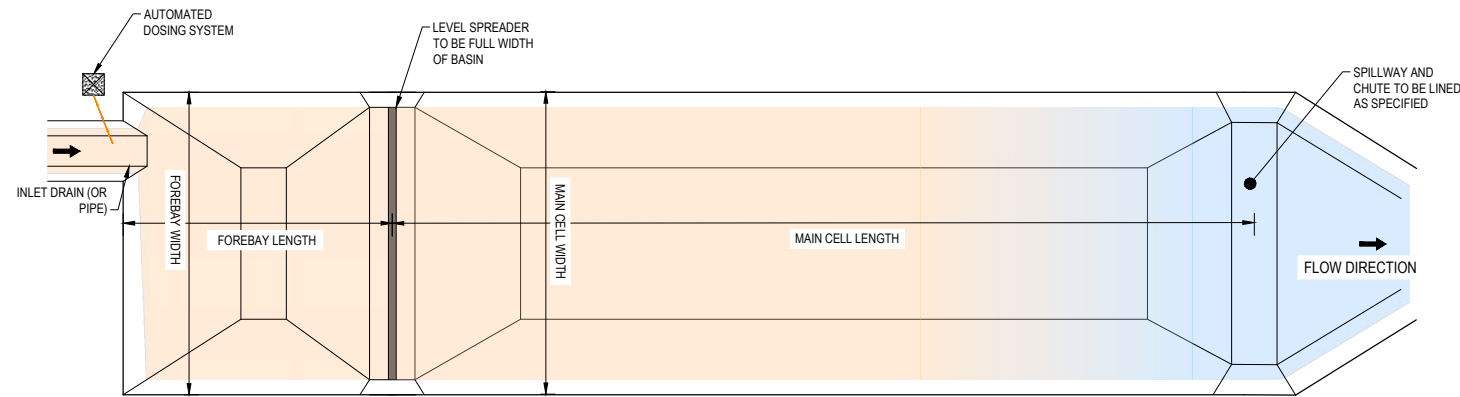 AUTOMATED
DOSING SYSTEM
LEVEL SPREADER
TO BE FULL WIDTH
OF BASIN
SPILLWAY AND
CHUTE TO BE LINED
AS SPECIFIED
INLET DRAIN (OR
PIPE)
FOREBAY WIDTH
FOREBAY LENGTH
MAIN CELL WIDTH
MAIN CELL LENGTH
FLOW DIRECTION